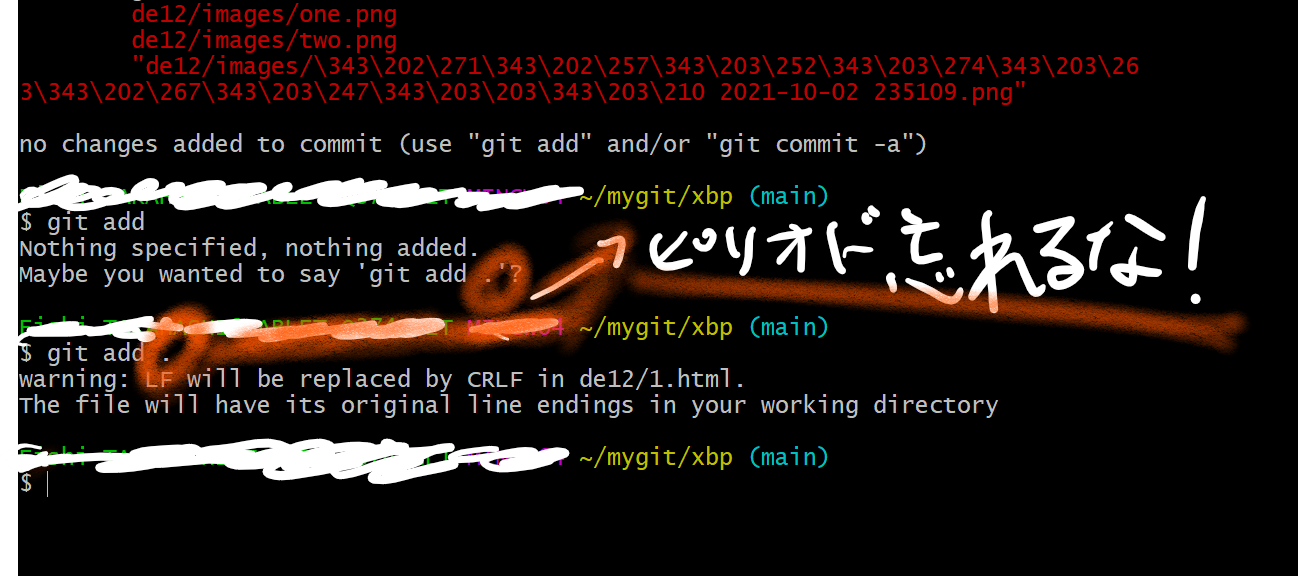 de12/images/one.png
de12/images/two.png
"de12/images/\343\202\271\343\202\257\343\203\252\343\203\274\343\203\26
3\343\202\267\343\203\247\343\203\203\343\203\210 2021-10-02 235109.png"
no changes added to commit (use "git add" and/or "git commit -a")
~/mygit/xbp (main)
$ git add
Nothing specified, nothing added.
Maybe you wanted to say 'git add .'?
ピリオド忘れるな!
~/mygit/xbp (main)
$ git add .
warning: LF will be replaced by CRLF in de12/1.html.
The file will have its original line endings in your working directory
~/mygit/xbp (main)
$